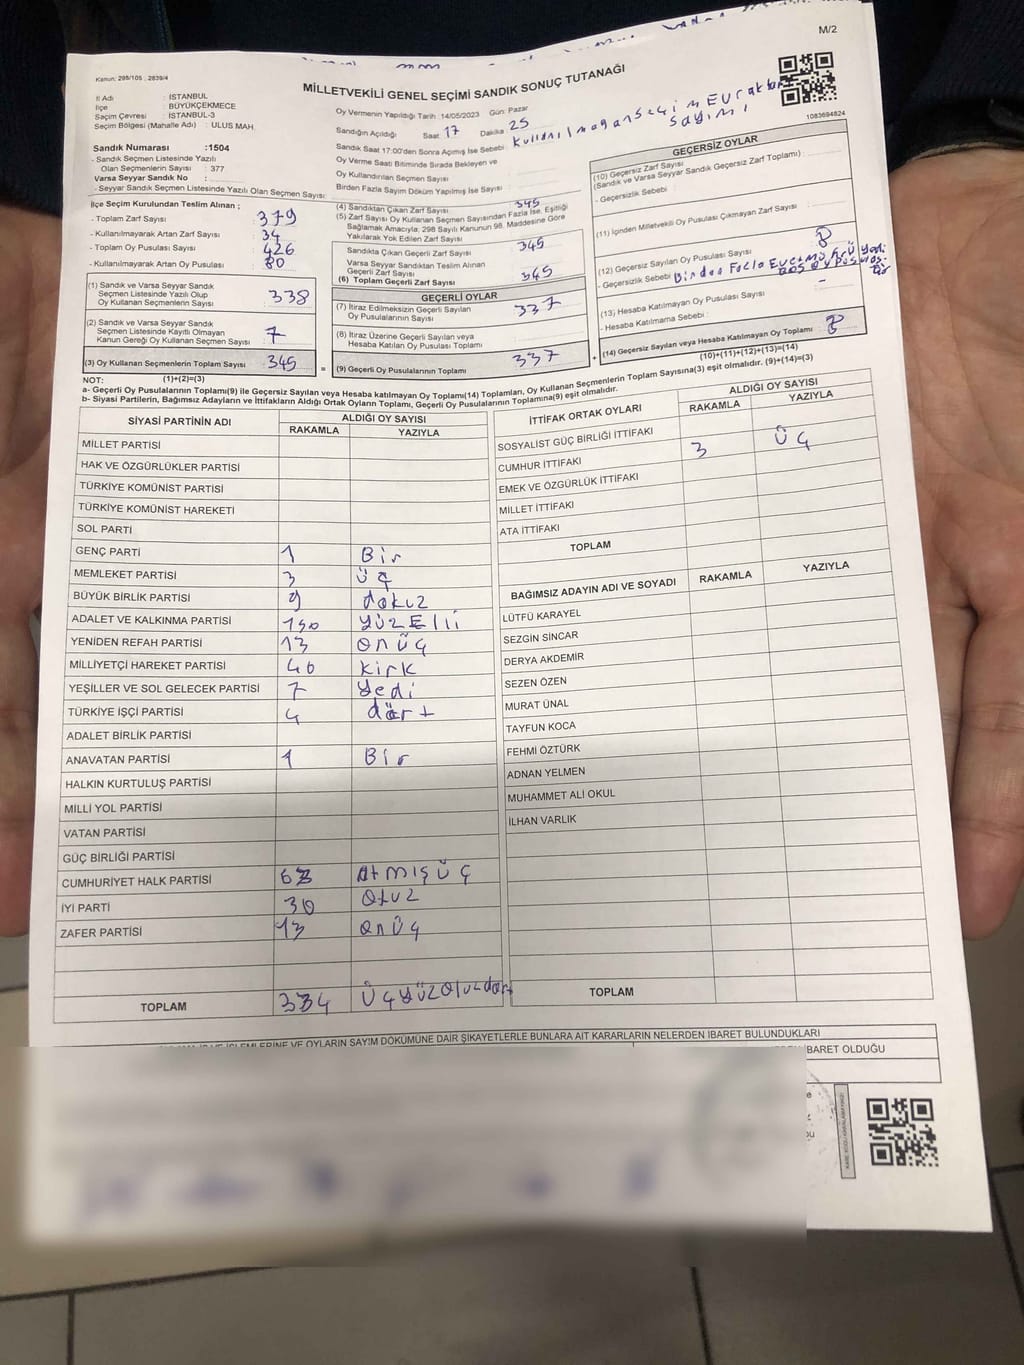 M/2
Kanun: 298/105 , 2839/4
MİLLETVEKİLİ GENEL SEÇİMİ SANDIK SONUÇ TUTANAĞI
İl Adı : İSTANBUL
İlçe : BÜYÜKÇEKMECE
Seçim Çevresi : İSTANBUL-3
Seçim Bölgesi (Mahalle Adı) : ULUS MAH.
Sandık Numarası :1504
- Sandık Seçmen Listesinde Yazılı
Olan Seçmenlerin Sayısı : 377
Varsa Seyyar Sandık No :
- Seyyar Sandık Seçmen Listesinde Yazılı Olan Seçmen Sayısı:
Oy Vermenin Yapıldığı Tarih :14/05/2023 Gün: Pazar
Sandığın Açıldığı Saat 17 Dakika 25
Sandık Saat 17:00'den Sonra Açımış İse Sebebi: Kullanılmayan seçim Evrakları
sayımı
Oy Verme Saati Bitiminde Sırada Bekleyen ve
Oy Kullandırılan Seçmen Sayısı :
Birden Fazla Sayım Döküm Yapılmış İse Sayısı :
1083694824
İlçe Seçim Kurulundan Teslim Alınan ;
- Toplam Zarf Sayısı : 379
- Kullanılmayarak Artan Zarf Sayısı : 34
- Toplam Oy Pusulası Sayısı : 426
- Kullanılmayarak Artan Oy Pusulası : 80
(1) Sandık ve Varsa Seyyar Sandık
Seçmen Listesinde Yazılı Olup
Oy Kullanan Seçmenlerin Sayısı : 338
(2) Sandık ve Varsa Seyyar Sandık
Seçmen Listesinde Kayıtlı Olmayan
Kanun Gereği Oy Kullanan Seçmen Sayısı : 7
(3) Oy Kullanan Seçmenlerin Toplam Sayısı : 345
(1)+(2)=(3)
(4) Sandıktan Çıkan Zarf Sayısı : 345
(5) Zarf Sayısı Oy Kullanan Seçmen Sayısından Fazla İse, Eşitliği
Sağlamak Amacıyla, 298 Sayılı Kanunun 98. Maddesine Göre
Yakılarak Yok Edilen Zarf Sayısı :
Sandıkta Çıkan Geçerli Zarf Sayısı : 345
Varsa Seyyar Sandıktan Teslim Alınan
Geçerli Zarf Sayısı :
(6) Toplam Geçerli Zarf Sayısı : 345
GEÇERLİ OYLAR
(7) İtiraz Edilmeksizin Geçerli Sayılan
Oy Pusulalarının Sayısı : 337
(8) İtiraz Üzerine Geçerli Sayılan veya
Hesaba Katılan Oy Pusulası Toplamı :
= (9) Geçerli Oy Pusulalarının Toplamı : 337
GEÇERSİZ OYLAR
(10) Geçersiz Zarf Sayısı
(Sandık ve Varsa Seyyar Sandık Geçersiz Zarf Toplamı) :
- Geçersizlik Sebebi :
(11) İçinden Milletvekili Oy Pusulası Çıkmayan Zarf Sayısı :
(12) Geçersiz Sayılan Oy Pusulası Sayısı : 8
- Geçersizlik Sebebi Birden Fazla Evet Mührü
(13) Hesaba Katılmayan Oy Pusulası Sayısı : -
- Hesaba Katılmama Sebebi :
+ (14) Geçersiz Sayılan veya Hesaba Katılmayan Oy Toplamı : 8
(10)+(11)+(12)+(13)=(14)
NOT:
a- Geçerli Oy Pusulalarının Toplamı(9) ile Geçersiz Sayılan veya Hesaba katılmayan Oy Toplamı(14) Toplamları, Oy Kullanan Seçmenlerin Toplam Sayısına(3) eşit olmalıdır. (9)+(14)=(3)
b- Siyasi Partilerin, Bağımsız Adayların ve İttifakların Aldığı Ortak Oyların Toplamı, Geçerli Oy Pusulalarının Toplamına(9) eşit olmalıdır.
SİYASİ PARTİNİN ADI ALDIĞI OY SAYISI
RAKAMLA YAZIYLA
MİLLET PARTİSİ
HAK VE ÖZGÜRLÜKLER PARTİSİ
TÜRKİYE KOMÜNİST PARTİSİ
TÜRKİYE KOMÜNİST HAREKETİ
SOL PARTİ
GENÇ PARTİ 1 Bir
MEMLEKET PARTİSİ 3 üç
BÜYÜK BİRLİK PARTİSİ 9 dokuz
ADALET VE KALKINMA PARTİSİ 150 YüzElli
YENİDEN REFAH PARTİSİ 13 onüç
MİLLİYETÇİ HAREKET PARTİSİ 40 Kirk
YEŞİLLER VE SOL GELECEK PARTİSİ 7 Yedi
TÜRKİYE İŞÇİ PARTİSİ 4 dört
ADALET BİRLİK PARTİSİ
ANAVATAN PARTİSİ 1 Bir
HALKIN KURTULUŞ PARTİSİ
MİLLİ YOL PARTİSİ
VATAN PARTİSİ
GÜÇ BİRLİĞİ PARTİSİ
CUMHURİYET HALK PARTİSİ 63 Atmışüç
İYİ PARTİ 30 Otuz
ZAFER PARTİSİ 13 onüç
TOPLAM 334 Üçyüzotuzdört
İTTİFAK ORTAK OYLARI ALDIĞI OY SAYISI
RAKAMLA YAZIYLA
SOSYALİST GÜÇ BİRLİĞİ İTTİFAKI
CUMHUR İTTİFAKI 3 Üç
EMEK VE ÖZGÜRLÜK İTTİFAKI
MİLLET İTTİFAKI
ATA İTTİFAKI
TOPLAM
BAĞIMSIZ ADAYIN ADI VE SOYADI RAKAMLA YAZIYLA
LÜTFÜ KARAYEL
SEZGİN SİNCAR
DERYA AKDEMİR
SEZEN ÖZEN
MURAT ÜNAL
TAYFUN KOCA
FEHMİ ÖZTÜRK
ADNAN YELMEN
MUHAMMET ALİ OKUL
İLHAN VARLIK
TOPLAM
İŞLEMLERİNE VE OYLARIN SAYIM DÖKÜMÜNE DAİR ŞİKAYETLERLE BUNLARA AİT KARARLARIN NELERDEN İBARET BULUNDUKLARI
İBARET OLDUĞU